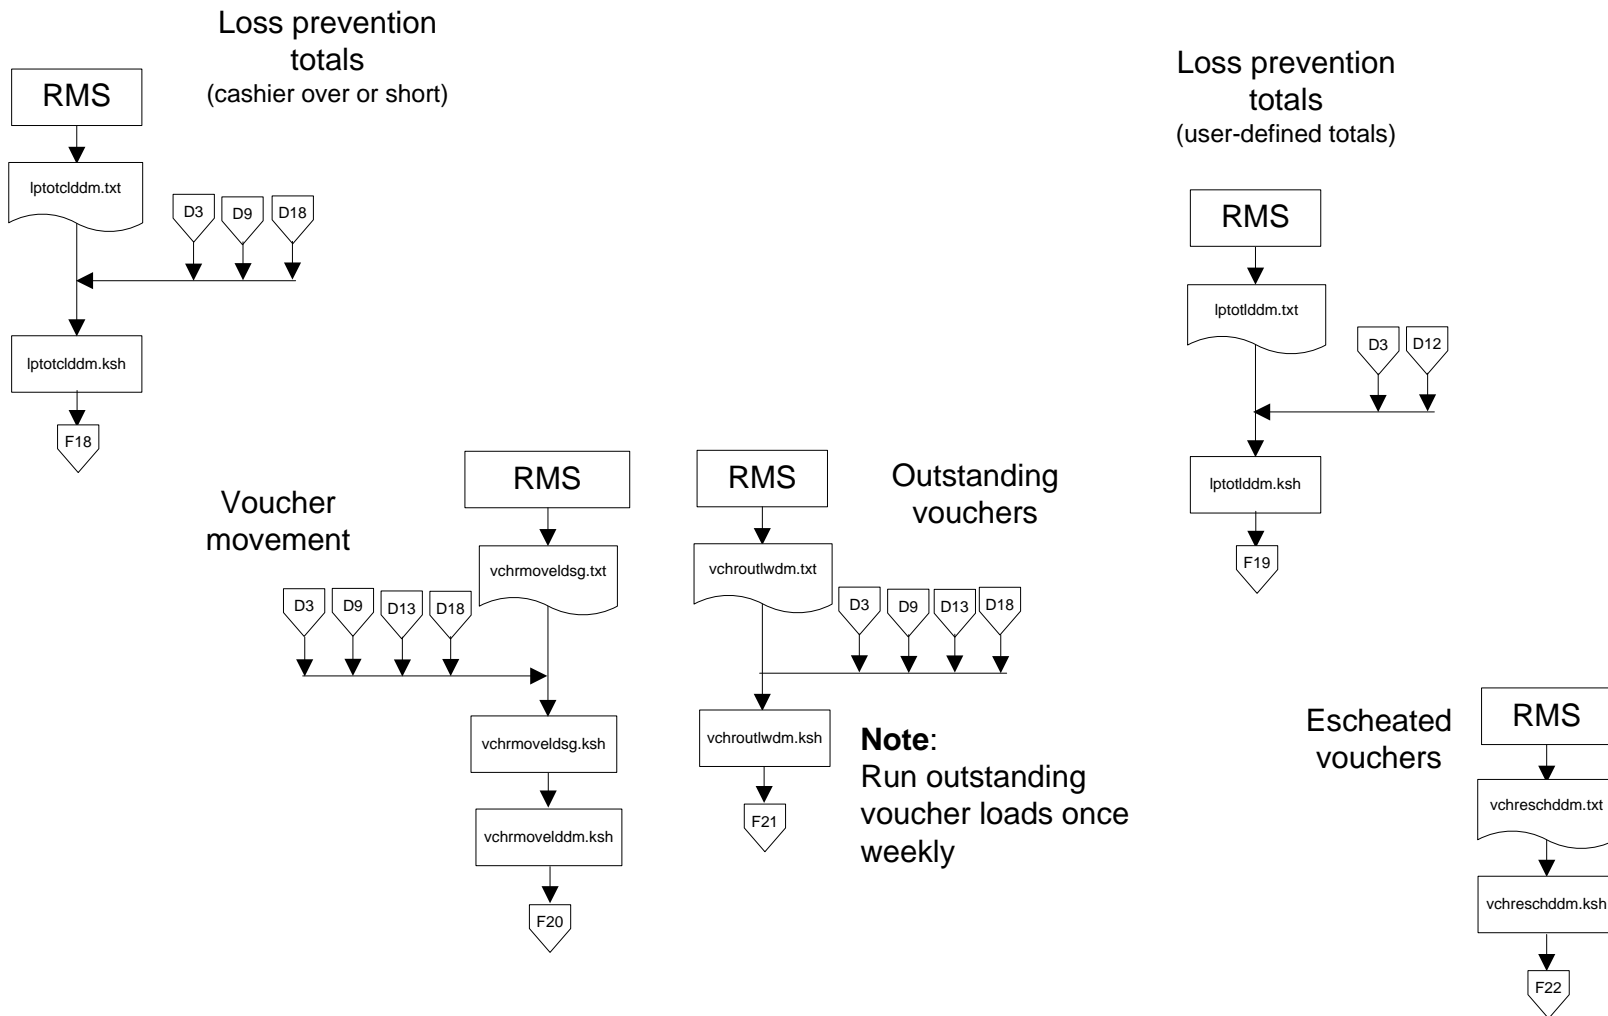 Loss prevention
totals
(cashier over or short)
RMS
lptotclddm.txt
D3
D9
D18
lptotclddm.ksh
F18
Loss prevention
totals
(user-defined totals)
RMS
lptotlddm.txt
D3
D12
lptotlddm.ksh
F19
Voucher
movement
RMS
vchrmoveldsg.txt
D3
D9
D13
D18
vchrmoveldsg.ksh
vchrmovelddm.ksh
F20
Outstanding
vouchers
RMS
vchroutlwdm.txt
D3
D9
D13
D18
vchroutlwdm.ksh
F21
Note:
Run outstanding
voucher loads once
weekly
Escheated
vouchers
RMS
vchreschddm.txt
vchreschddm.ksh
F22